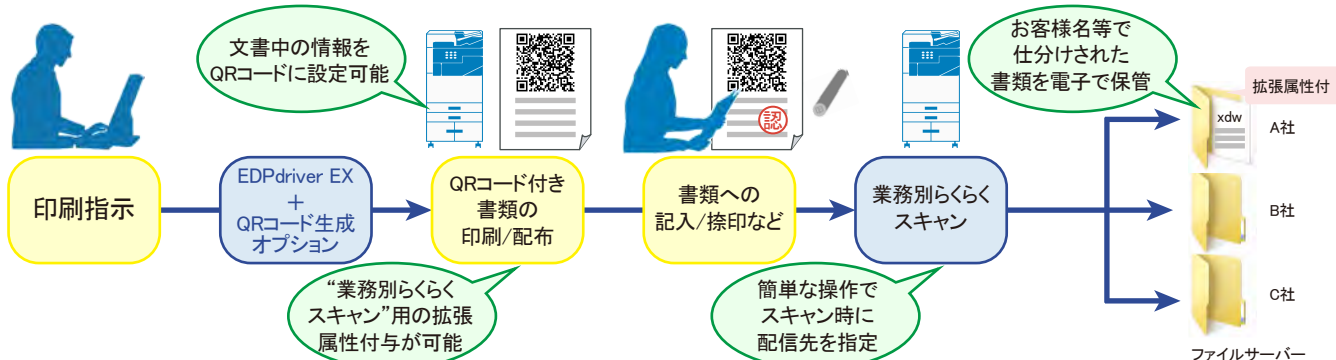 文書中の情報を
QRコードに設定可能
お客様名等で
仕分けされた
書類を電子で保管
拡張属性付
xdw
A社
認
印刷指示
EDPdriver EX
＋
QRコード生成
オプション
QRコード付き
書類の
印刷/配布
書類への
記入/捺印など
業務別らくらく
スキャン
B社
“業務別らくらく
スキャン”用の拡張
属性付与が可能
簡単な操作で
スキャン時に
配信先を指定
C社
ファイルサーバー